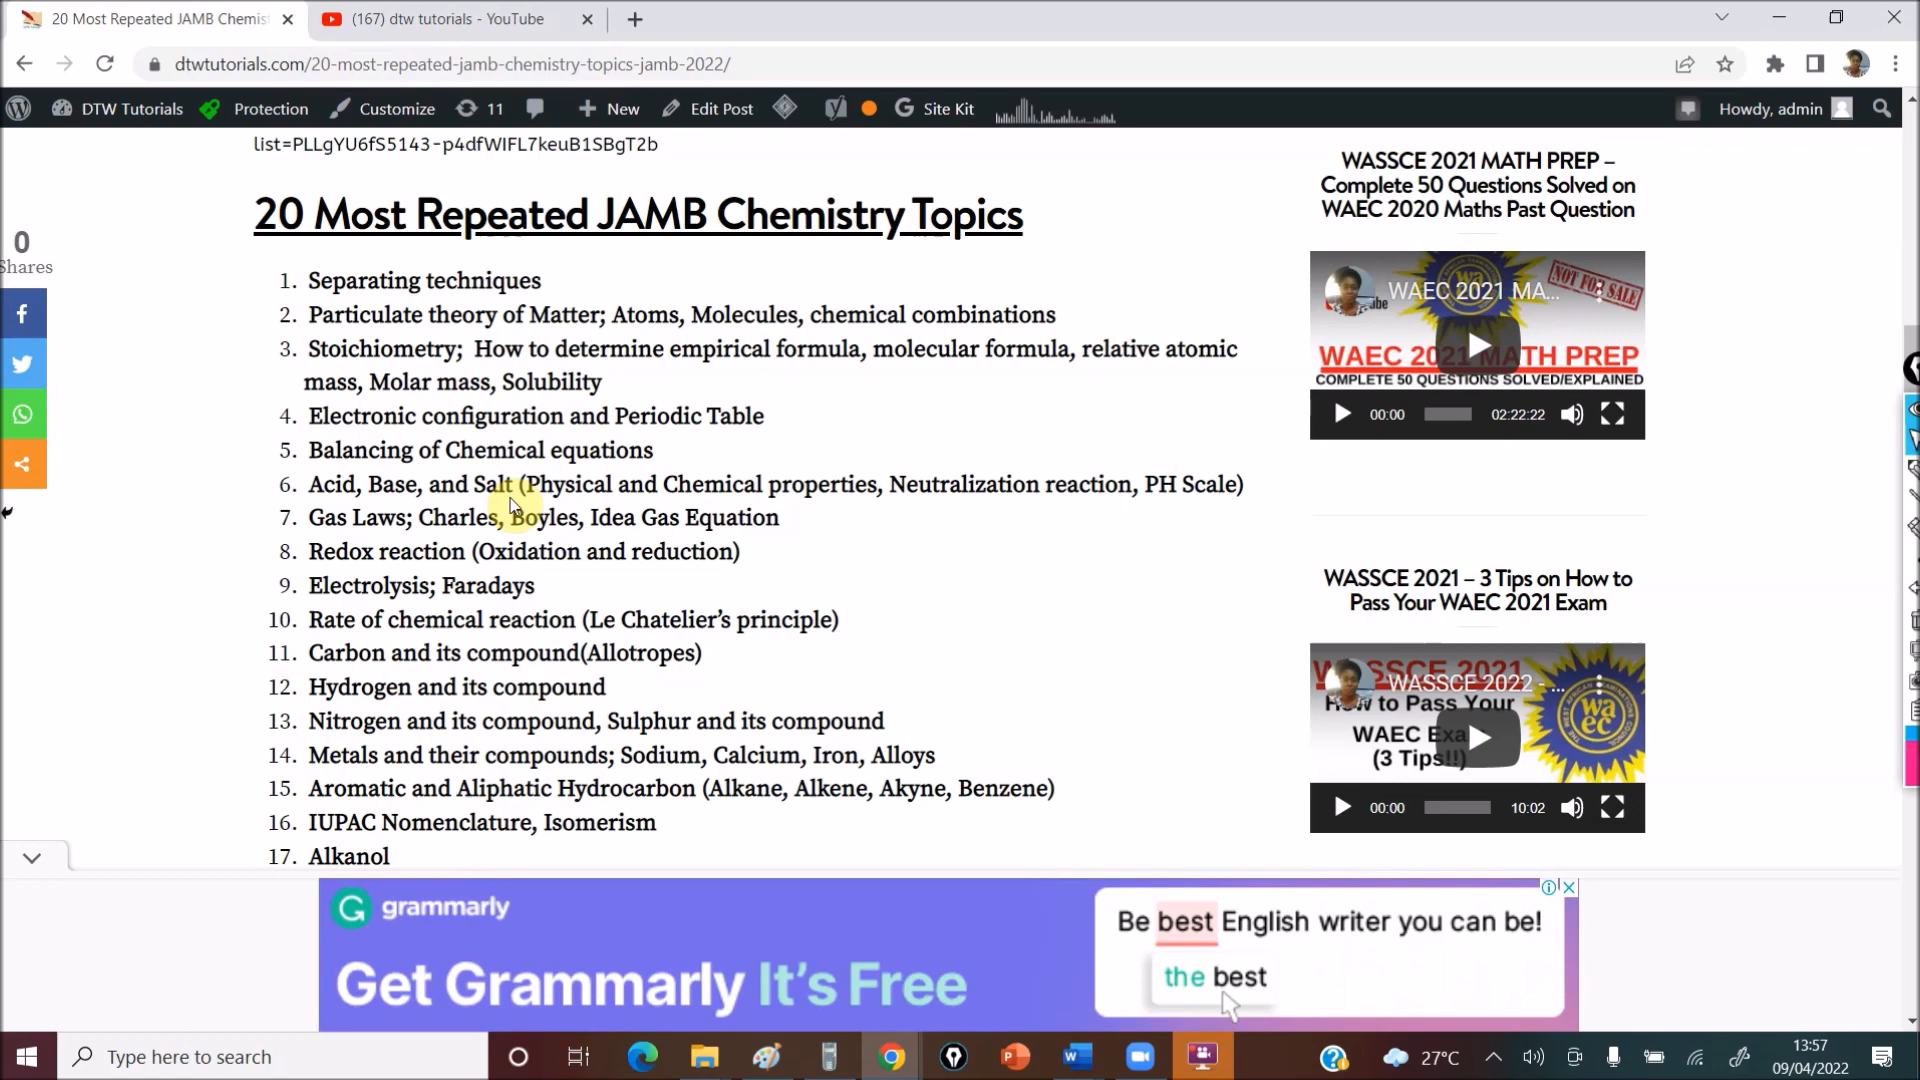 20 Most Repeated JAMB Chemis
(167) dtw tutorials - YouTube
dtwtutorials.com/20-most-repeated-jamb-chemistry-topics-jamb-2022/
DTW Tutorials
Protection
Customize
11
New
Edit Post
Site Kit
Howdy, admin
list=PLLgYU6fS5143-p4dfWIFL7keuB1SBgT2b
20 Most Repeated JAMB Chemistry Topics
0
Shares
1. Separating techniques
2. Particulate theory of Matter; Atoms, Molecules, chemical combinations
3. Stoichiometry; How to determine empirical formula, molecular formula, relative atomic
mass, Molar mass, Solubility
4. Electronic configuration and Periodic Table
5. Balancing of Chemical equations
6. Acid, Base, and Salt (Physical and Chemical properties, Neutralization reaction, PH Scale)
7. Gas Laws; Charles, Boyles, Idea Gas Equation
8. Redox reaction (Oxidation and reduction)
9. Electrolysis; Faradays
10. Rate of chemical reaction (Le Chatelier’s principle)
11. Carbon and its compound(Allotropes)
12. Hydrogen and its compound
13. Nitrogen and its compound, Sulphur and its compound
14. Metals and their compounds; Sodium, Calcium, Iron, Alloys
15. Aromatic and Aliphatic Hydrocarbon (Alkane, Alkene, Akyne, Benzene)
16. IUPAC Nomenclature, Isomerism
17. Alkanol
WASSCE 2021 MATH PREP –
Complete 50 Questions Solved on
WAEC 2020 Maths Past Question
WAEC 2021 MA...
NOT FOR SALE
WAEC 2021 MATH PREP
COMPLETE 50 QUESTIONS SOLVED/EXPLAINED
00:00
02:22:22
WASSCE 2021 – 3 Tips on How to
Pass Your WAEC 2021 Exam
WASSCE 2021
WASSCE 2022 - ...
How to Pass Your
WAEC Exa
(3 Tips!!)
waec
00:00
10:02
grammarly
Get Grammarly It’s Free
Be best English writer you can be!
the best
Type here to search
27°C
13:57
09/04/2022